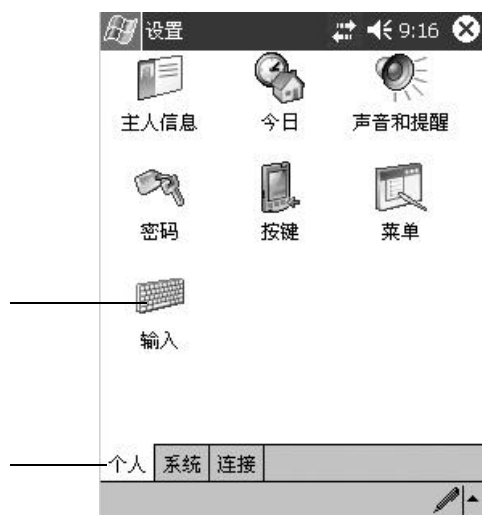 设置 9:16
主人信息 今日 声音和提醒
密码 按键 菜单
输入
个人 系统 连接